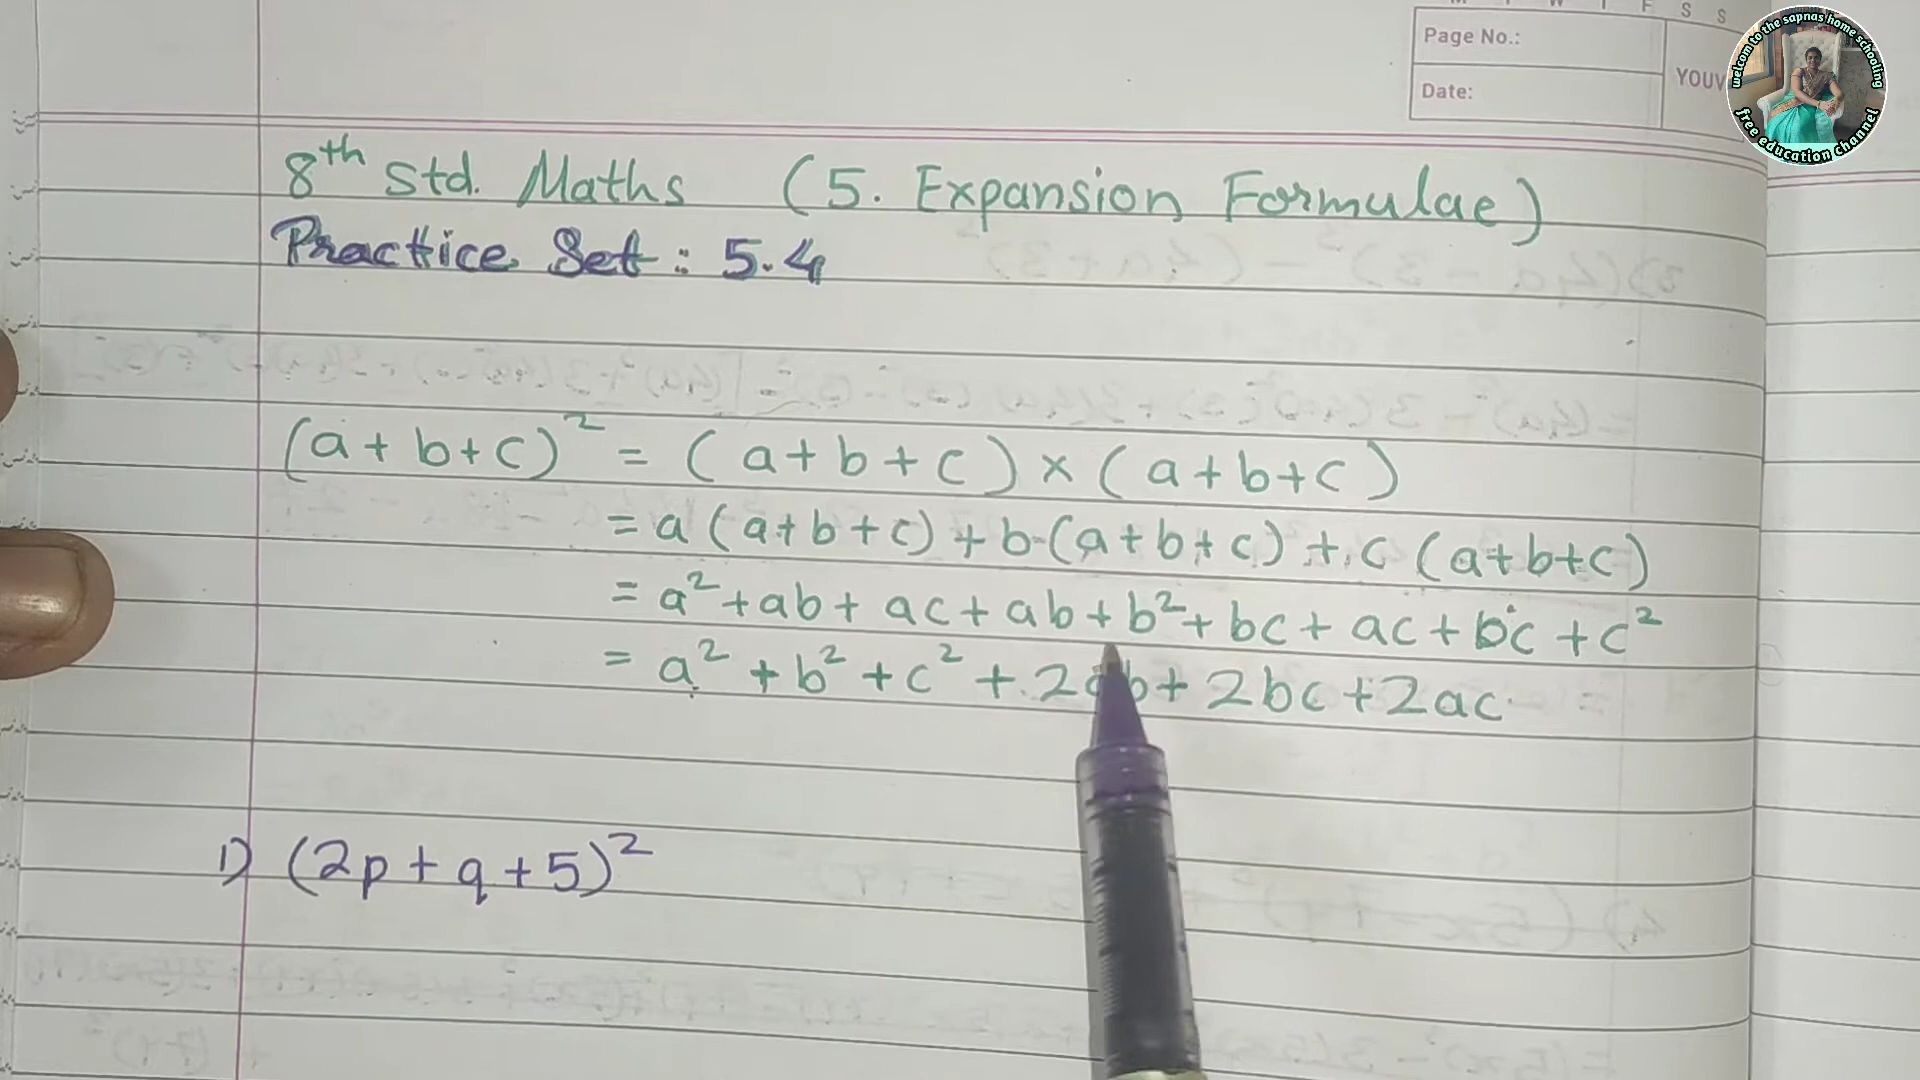 M T W T F S S
Page No.:
YOUV
Date:
welcom to the sapnas home schooling
free education channel
8th Std. Maths (5. Expansion Formulae)
Practice Set : 5.4
(a + b + c)² = (a + b + c) × (a + b + c)
= a (a + b + c) + b (a + b + c) + c (a + b + c)
= a² + ab + ac + ab + b² + bc + ac + bc + c²
= a² + b² + c² + 2ab + 2bc + 2ac
1) (2p + q + 5)²